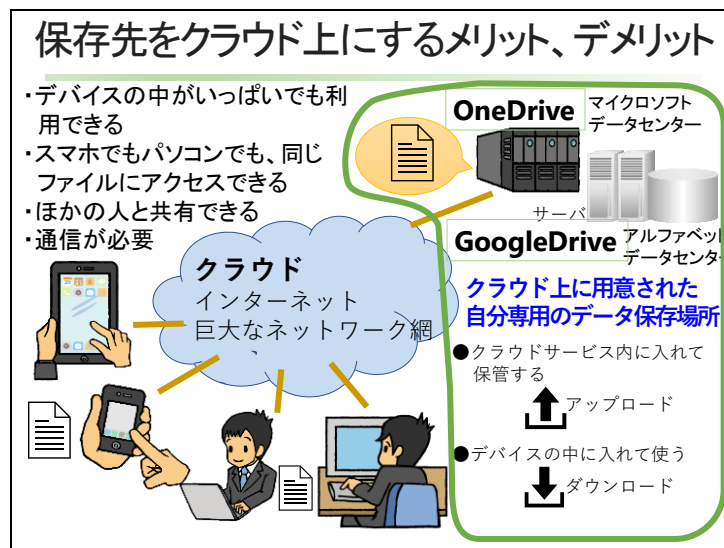 保存先をクラウド上にするメリット、デメリット
・デバイスの中がいっぱいでも利
用できる
・スマホでもパソコンでも、同じ
ファイルにアクセスできる
・ほかの人と共有できる
・通信が必要
OneDrive
マイクロソフト
データセンター
サーバ
GoogleDrive
アルファベット
データセンター
クラウド
インターネット
巨大なネットワーク網
クラウド上に用意された
自分専用のデータ保存場所
●クラウドサービス内に入れて
保管する
アップロード
●デバイスの中に入れて使う
ダウンロード